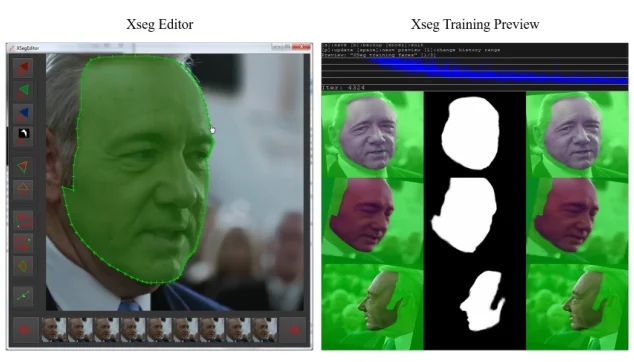 Xseg Editor
Xseg Training Preview
XSegEditor
[s]:save [b]:backup [enter]:exit
[p]:update [space]:next preview [l]:change history range
Preview: "XSeg training faces" [1/8]
Iter: 4324